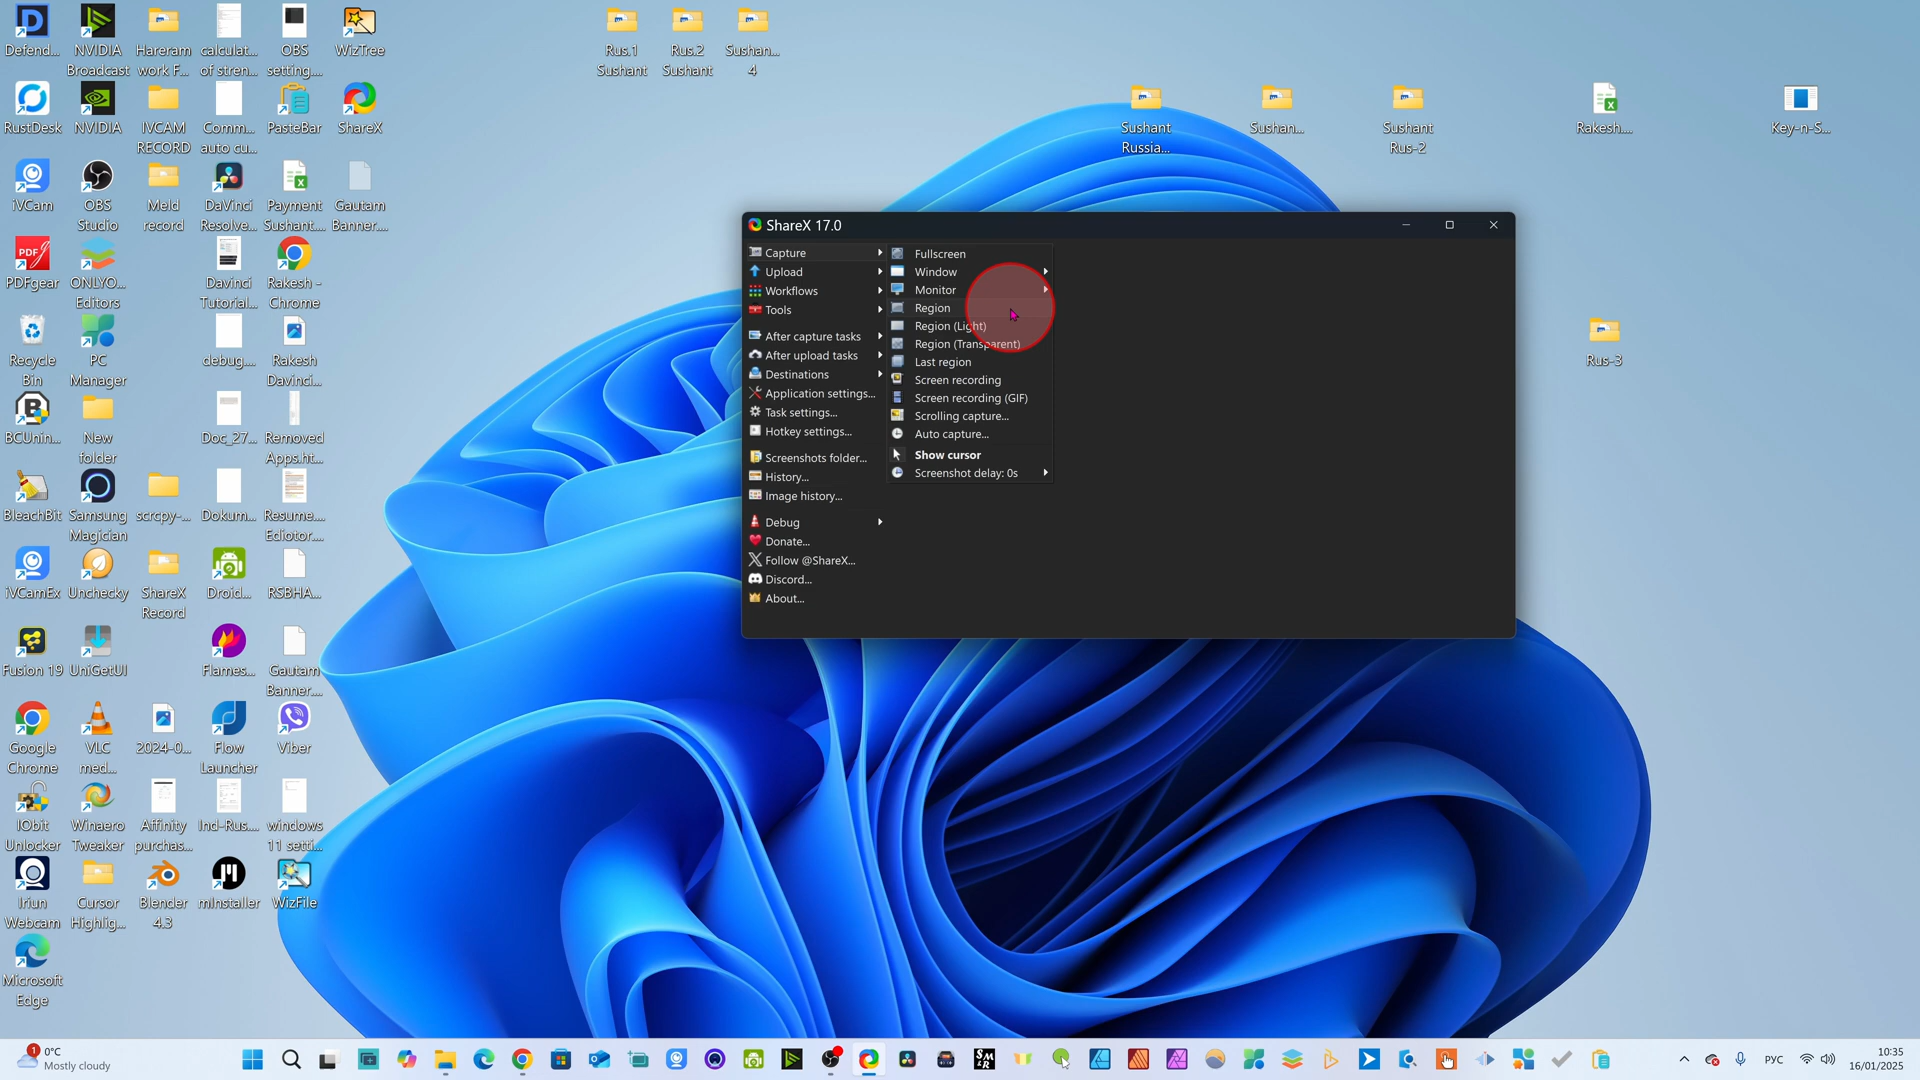 Defend...
NVIDIA
Broadcast
Hareram
work F...
calculat...
of stren...
OBS
setting....
WizTree
Rus.1
Sushant
Rus.2
Sushant
Sushan...
4
RustDesk
NVIDIA
IVCAM
RECORD
Comm...
auto cu...
PasteBar
ShareX
Sushant
Russia...
Sushan...
Sushant
Rus-2
Rakesh....
Key-n-S...
iVCam
OBS
Studio
Meld
record
DaVinci
Resolve...
Payment
Sushant...
Gautam
Banner....
PDF
PDFgear
ONLYO...
Editors
Davinci
Tutorial...
Rakesh -
Chrome
Recycle
Bin
PC
Manager
debug...
Rakesh
Davinci...
Rus-3
BCUnin...
New
folder
Doc_27...
Removed
Apps.ht...
BleachBit
Samsung
Magician
scrcpy-...
Dokum...
Resume....
Ediotor....
iVCamEx
Unchecky
ShareX
Record
Droid...
RSBHA...
Fusion 19
UniGetUI
Flames...
Gautam
Banner....
Google
Chrome
VLC
med...
2024-0...
Flow
Launcher
Viber
IObit
Unlocker
Winaero
Tweaker
Affinity
purchas...
Ind-Rus....
windows
11 setti...
Iriun
Webcam
Cursor
Highlig...
Blender
4.3
mInstaller
WizFile
Microsoft
Edge
ShareX 17.0
Capture
Upload
Workflows
Tools
After capture tasks
After upload tasks
Destinations
Application settings...
Task settings...
Hotkey settings...
Screenshots folder...
History...
Image history...
Debug
Donate...
Follow @ShareX...
Discord...
About...
Fullscreen
Window
Monitor
Region
Region (Light)
Region (Transparent)
Last region
Screen recording
Screen recording (GIF)
Scrolling capture...
Auto capture...
Show cursor
Screenshot delay: 0s
1
0°C
Mostly cloudy
РУС
10:35
16/01/2025